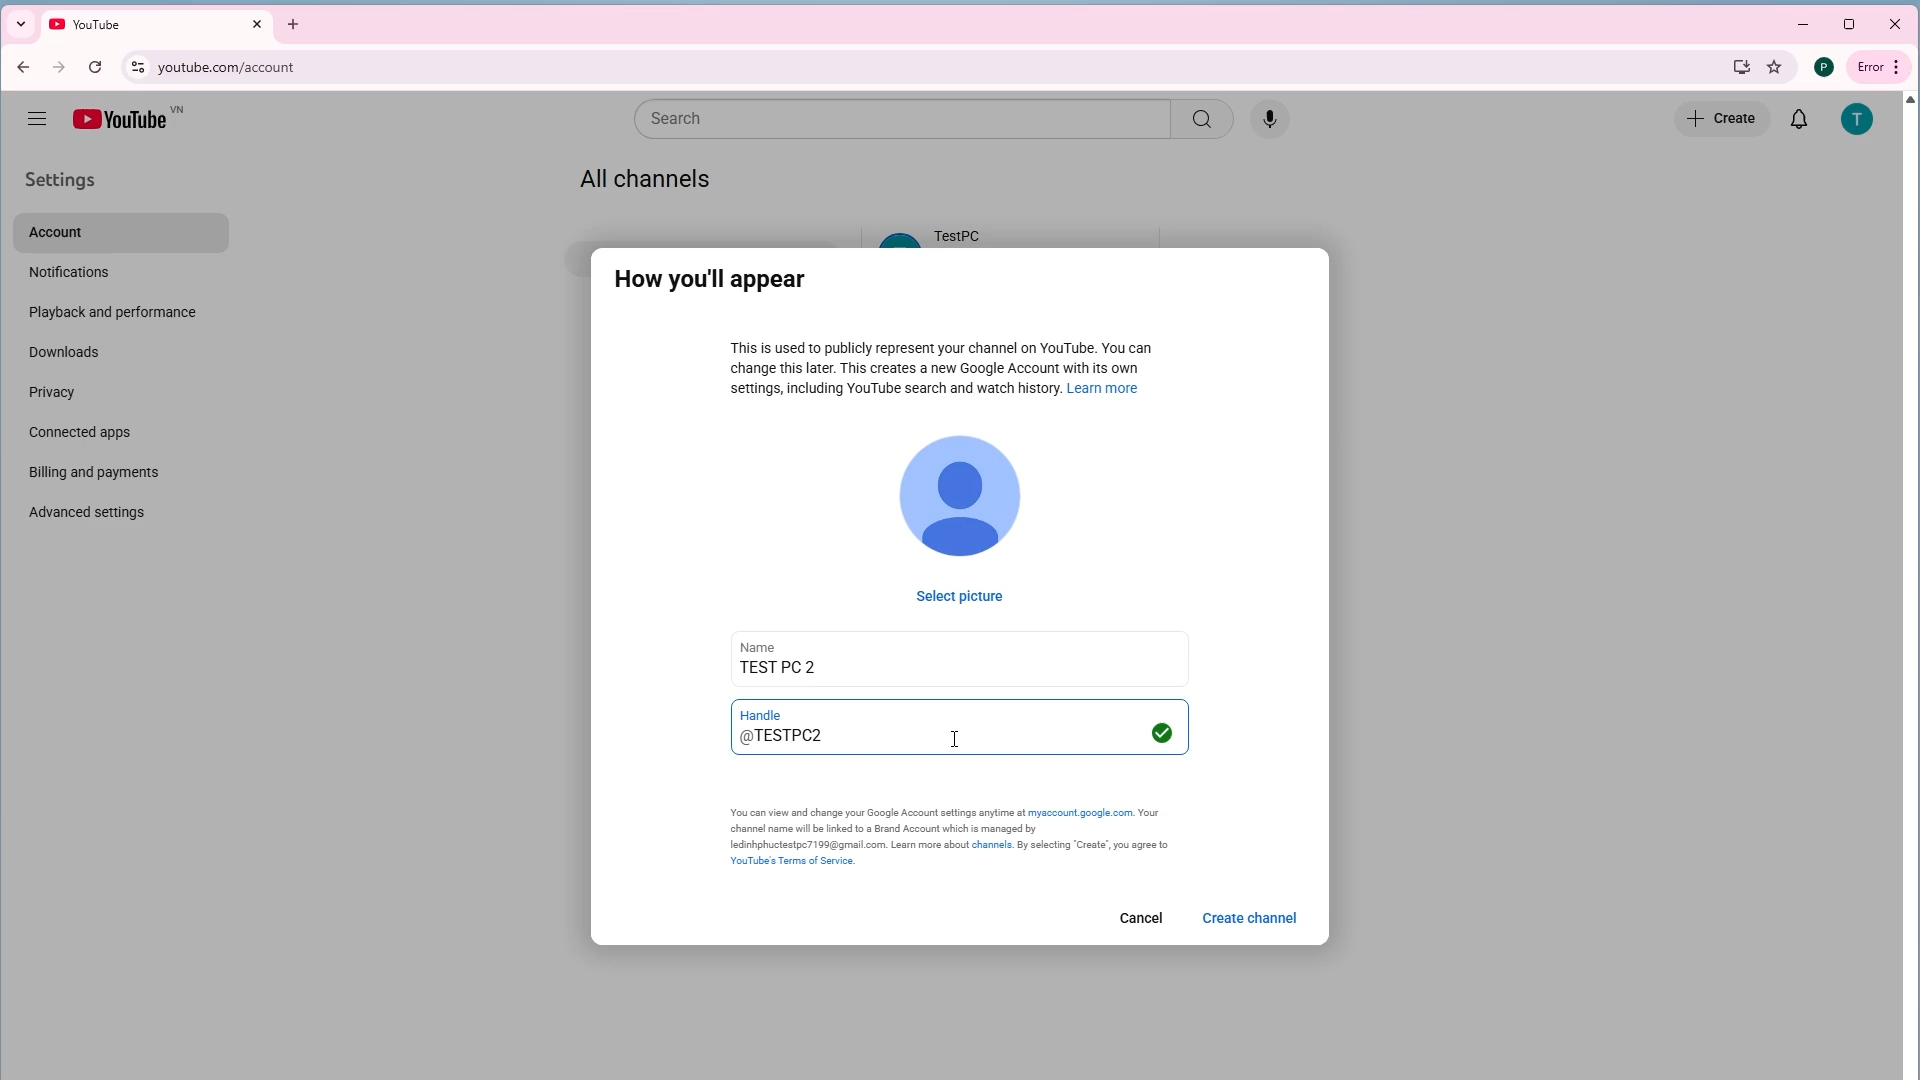 YouTube
youtube.com/account
P
Error
YouTube VN
Search
Create
T
Settings
All channels
Account
TestPC
Notifications
How you'll appear
Playback and performance
This is used to publicly represent your channel on YouTube. You can
change this later. This creates a new Google Account with its own
settings, including YouTube search and watch history. Learn more
Downloads
Privacy
Connected apps
Billing and payments
Advanced settings
Select picture
Name
TEST PC 2
Handle
@TESTPC2
You can view and change your Google Account settings anytime at myaccount.google.com. Your
channel name will be linked to a Brand Account which is managed by
ledinhphuctestpc7199@gmail.com. Learn more about channels. By selecting "Create", you agree to
YouTube's Terms of Service.
Cancel
Create channel